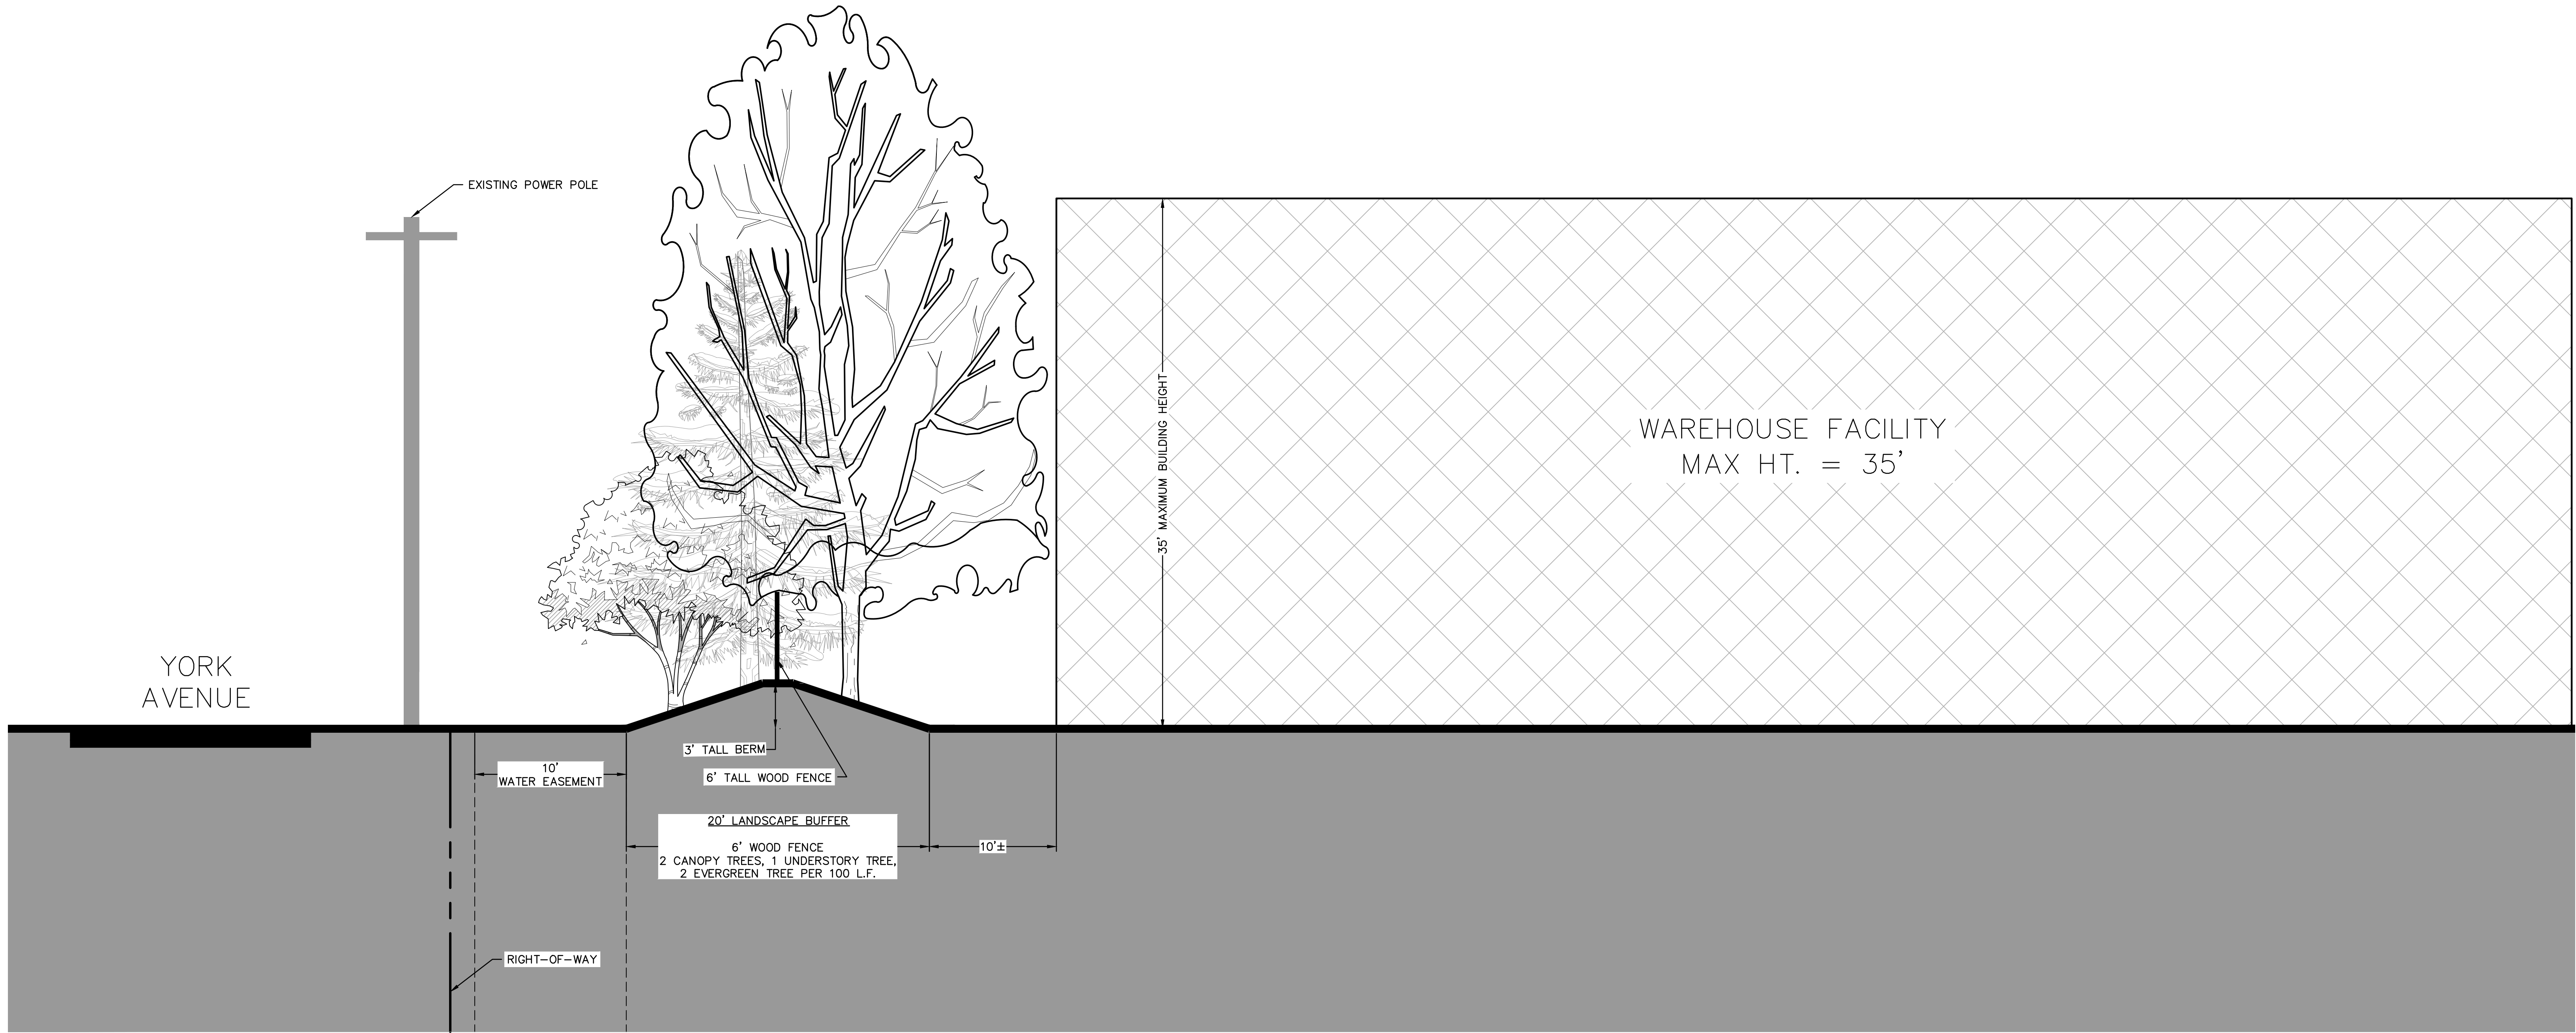 EXISTING POWER POLE
35' MAXIMUM BUILDING HEIGHT
WAREHOUSE FACILITY
MAX HT. = 35'
YORK
AVENUE
3' TALL BERM
10'
WATER EASEMENT
6' TALL WOOD FENCE
20' LANDSCAPE BUFFER
6' WOOD FENCE
10'±
2 CANOPY TREES, 1 UNDERSTORY TREE,
2 EVERGREEN TREE PER 100 L.F.
RIGHT-OF-WAY